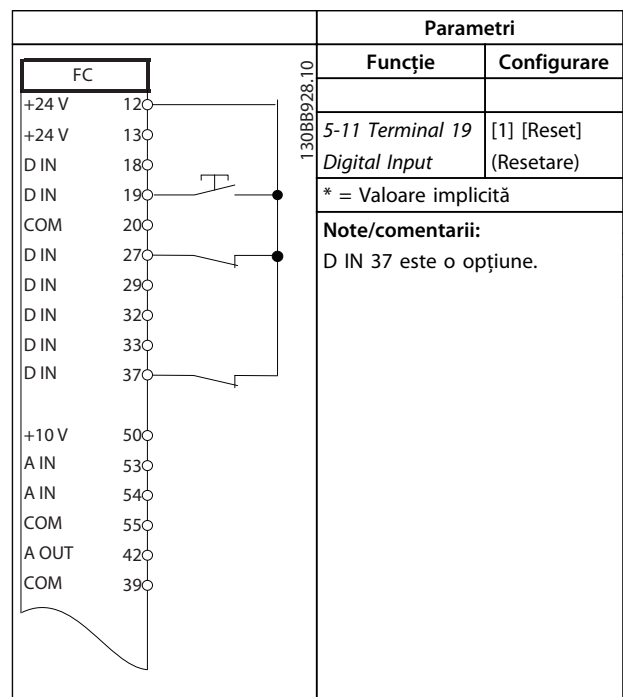 Parametri
Funcție Configurare
5-11 Terminal 19 [1] [Reset]
Digital Input (Resetare)
* = Valoare implicită
Note/comentarii:
D IN 37 este o opțiune.
FC
+24 V 12
+24 V 13
D IN 18
D IN 19
COM 20
D IN 27
D IN 29
D IN 32
D IN 33
D IN 37
+10 V 50
A IN 53
A IN 54
COM 55
A OUT 42
COM 39
130BB928.10